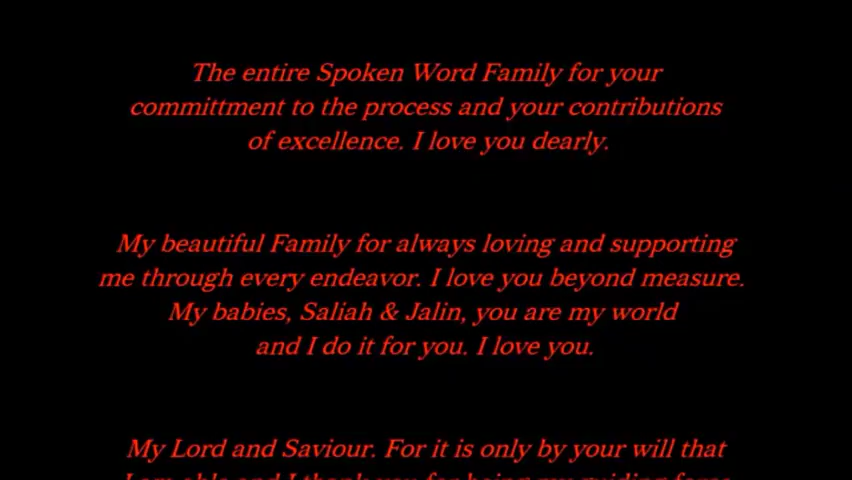 The entire Spoken Word Family for your
committment to the process and your contributions
of excellence. I love you dearly.
My beautiful Family for always loving and supporting
me through every endeavor. I love you beyond measure.
My babies, Saliah & Jalin, you are my world
and I do it for you. I love you.
My Lord and Saviour. For it is only by your will that
I am able and I thank you for being my guiding force